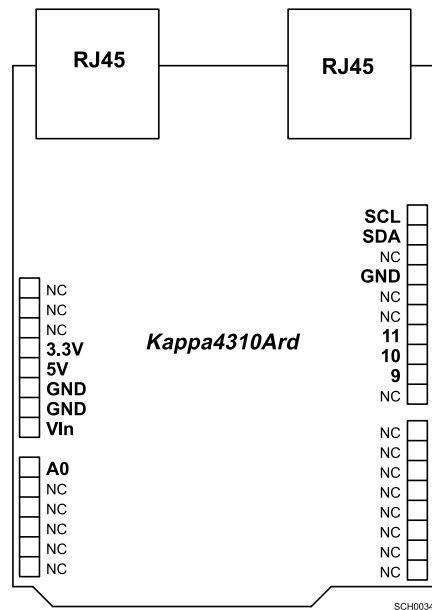 RJ45
RJ45
SCL
SDA
NC
GND
NC
NC
11
10
9
NC
NC
NC
NC
3.3V
5V
GND
GND
VIn
Kappa4310Ard
A0
NC
NC
NC
NC
NC
NC
NC
NC
NC
NC
NC
NC
NC
SCH0034